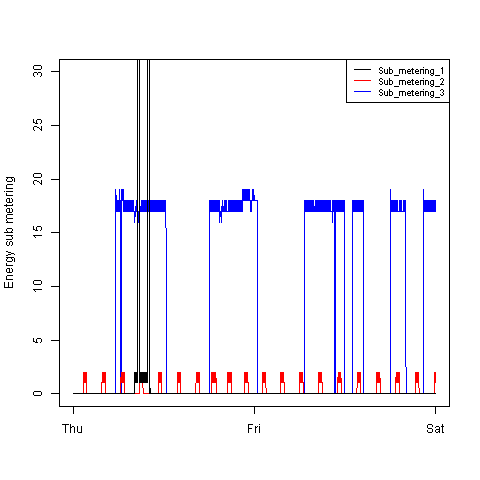 30
25
20
15
10
5
0
Energy sub metering
Sub_metering_1
Sub_metering_2
Sub_metering_3
Thu Fri Sat